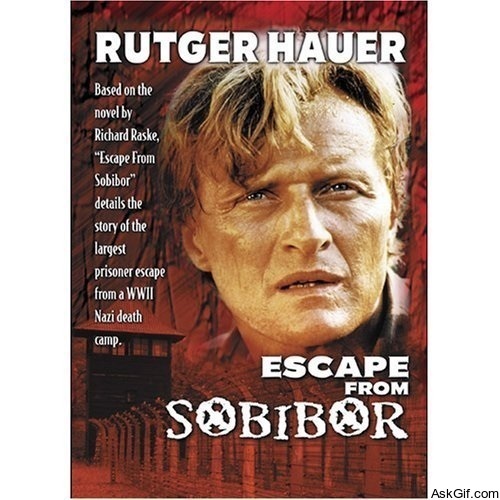 RUTGER HAUER
Based on the
novel by
Richard Raske,
"Escape From
Sobibor"
details the
story of the
largest
prisoner escape
from a WWII
Nazi death
camp.
ESCAPE
FROM
SOBIBOR
AskGif.com